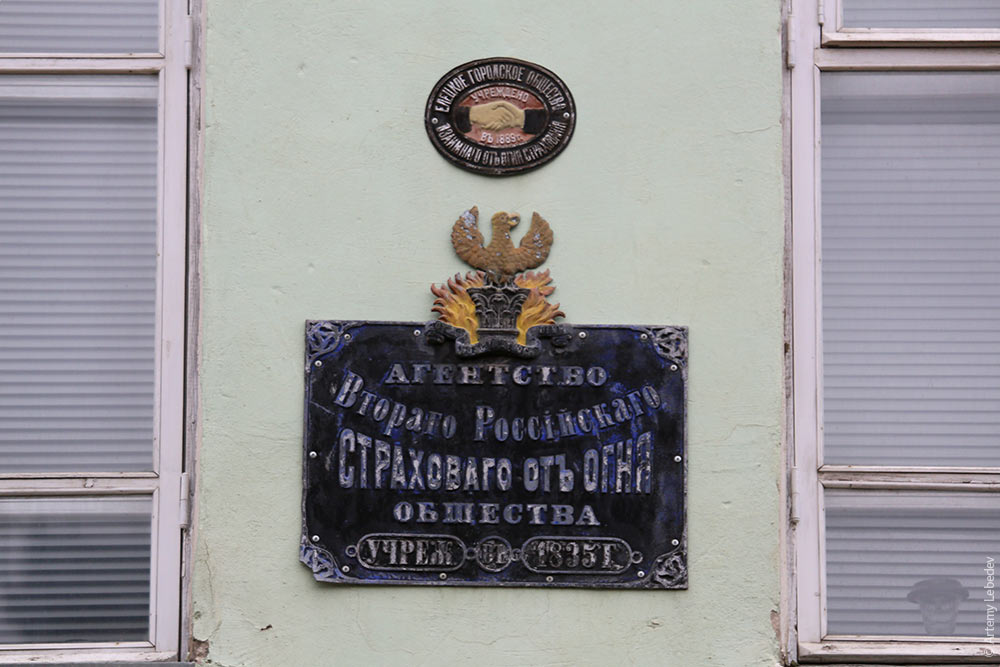 ЕЛЕЦКОЕ ГОРОДСКОЕ ОБЩЕСТВО
УЧРЕЖДЕНО
ВЪ 1889 г.
ВЗАИМНАГО ОТЪ ОГНЯ СТРАХОВАНІЯ
АГЕНТСТВО
Втораго Россійскаго
СТРАХОВАГО ОТЪ ОГНЯ
ОБЩЕСТВА
УЧРЕЖ. ВЪ 1835 Г.
© Artemy Lebedev